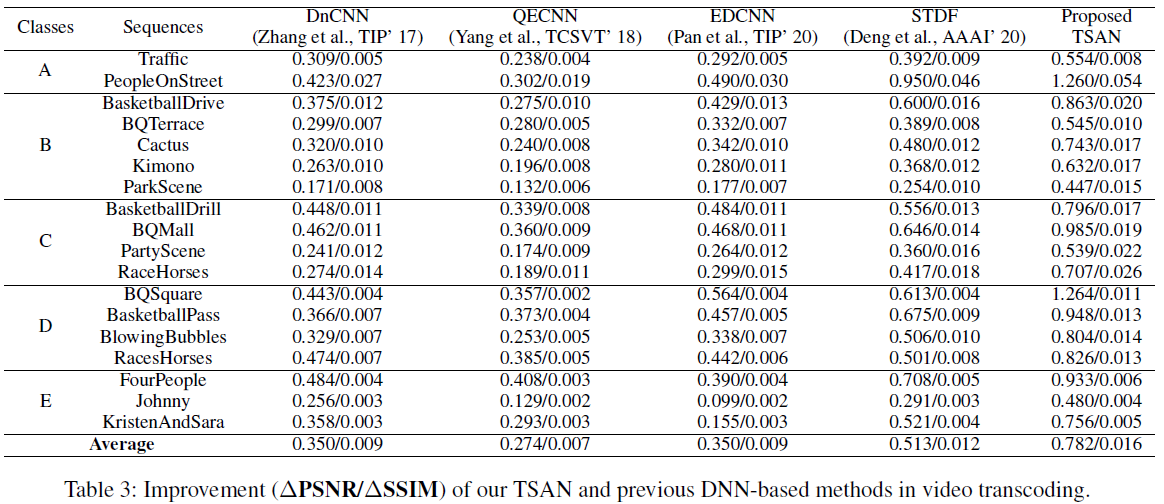 Classes Sequences DnCNN QECNN EDCNN STDF Proposed
(Zhang et al., TIP’ 17) (Yang et al., TCSVT’ 18) (Pan et al., TIP’ 20) (Deng et al., AAAI’ 20) TSAN
A Traffic 0.309/0.005 0.238/0.004 0.292/0.005 0.392/0.009 0.554/0.008
PeopleOnStreet 0.423/0.027 0.302/0.019 0.490/0.030 0.950/0.046 1.260/0.054
B BasketballDrive 0.375/0.012 0.275/0.010 0.429/0.013 0.600/0.016 0.863/0.020
BQTerrace 0.299/0.007 0.280/0.005 0.332/0.007 0.389/0.008 0.545/0.010
Cactus 0.320/0.010 0.240/0.008 0.342/0.010 0.480/0.012 0.743/0.017
Kimono 0.263/0.010 0.196/0.008 0.280/0.011 0.368/0.012 0.632/0.017
ParkScene 0.171/0.008 0.132/0.006 0.177/0.007 0.254/0.010 0.447/0.015
C BasketballDrill 0.448/0.011 0.339/0.008 0.484/0.011 0.556/0.013 0.796/0.017
BQMall 0.462/0.011 0.360/0.009 0.468/0.011 0.646/0.014 0.985/0.019
PartyScene 0.241/0.012 0.174/0.009 0.264/0.012 0.360/0.016 0.539/0.022
RaceHorses 0.274/0.014 0.189/0.011 0.299/0.015 0.417/0.018 0.707/0.026
D BQSquare 0.443/0.004 0.357/0.002 0.564/0.004 0.613/0.004 1.264/0.011
BasketballPass 0.366/0.007 0.373/0.004 0.457/0.005 0.675/0.009 0.948/0.013
BlowingBubbles 0.329/0.007 0.253/0.005 0.338/0.007 0.506/0.010 0.804/0.014
RacesHorses 0.474/0.007 0.385/0.005 0.442/0.006 0.501/0.008 0.826/0.013
E FourPeople 0.484/0.004 0.408/0.003 0.390/0.004 0.708/0.005 0.933/0.006
Johnny 0.256/0.003 0.129/0.002 0.099/0.002 0.291/0.003 0.480/0.004
KristenAndSara 0.358/0.003 0.293/0.003 0.155/0.003 0.521/0.004 0.756/0.005
Average 0.350/0.009 0.274/0.007 0.350/0.009 0.513/0.012 0.782/0.016
Table 3: Improvement (△PSNR/△SSIM) of our TSAN and previous DNN-based methods in video transcoding.